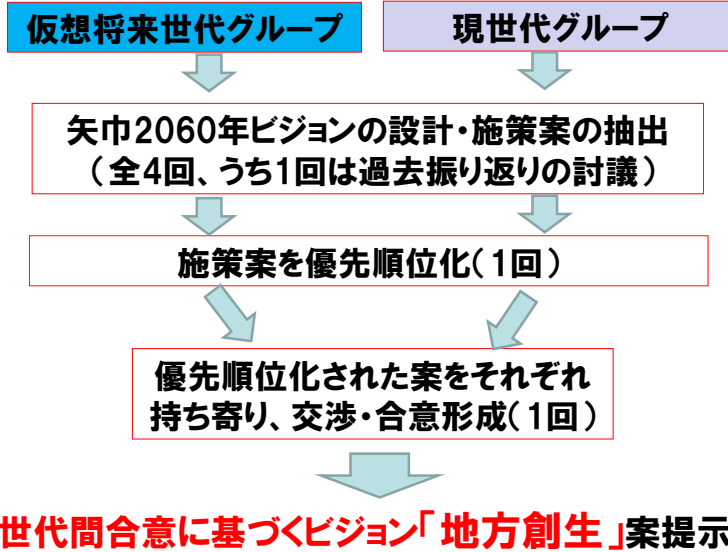 仮想将来世代グループ
現世代グループ
矢巾2060年ビジョンの設計・施策案の抽出
（全4回、うち1回は過去振り返りの討議）
施策案を優先順位化（1回）
優先順位化された案をそれぞれ
持ち寄り、交渉・合意形成（1回）
世代間合意に基づくビジョン「地方創生」案提示